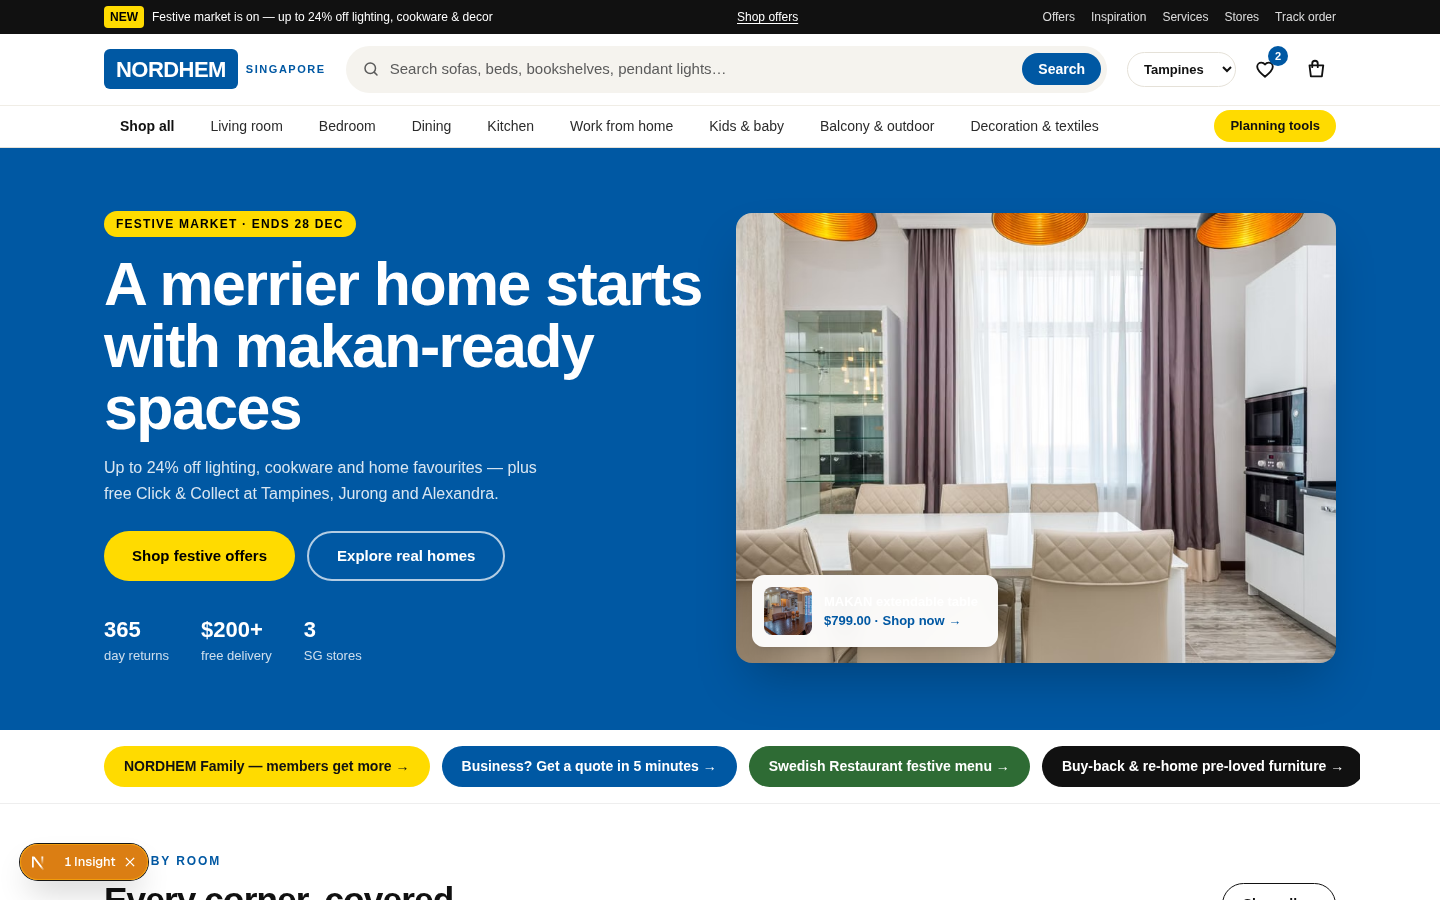 NEW Festive market is on — up to 24% off lighting, cookware & decor
Shop offers
Offers Inspiration Services Stores Track order
NORDHEM SINGAPORE
Search sofas, beds, bookshelves, pendant lights…
Search
Tampines
2
Shop all Living room Bedroom Dining Kitchen Work from home Kids & baby Balcony & outdoor Decoration & textiles
Planning tools
FESTIVE MARKET · ENDS 28 DEC
A merrier home starts
with makan-ready
spaces
Up to 24% off lighting, cookware and home favourites — plus
free Click & Collect at Tampines, Jurong and Alexandra.
Shop festive offers
Explore real homes
365 $200+ 3
day returns free delivery SG stores
MAKAN extendable table
$799.00 · Shop now →
NORDHEM Family — members get more →
Business? Get a quote in 5 minutes →
Swedish Restaurant festive menu →
Buy-back & re-home pre-loved furniture →
1 Insight
BY ROOM
Every corner, covered